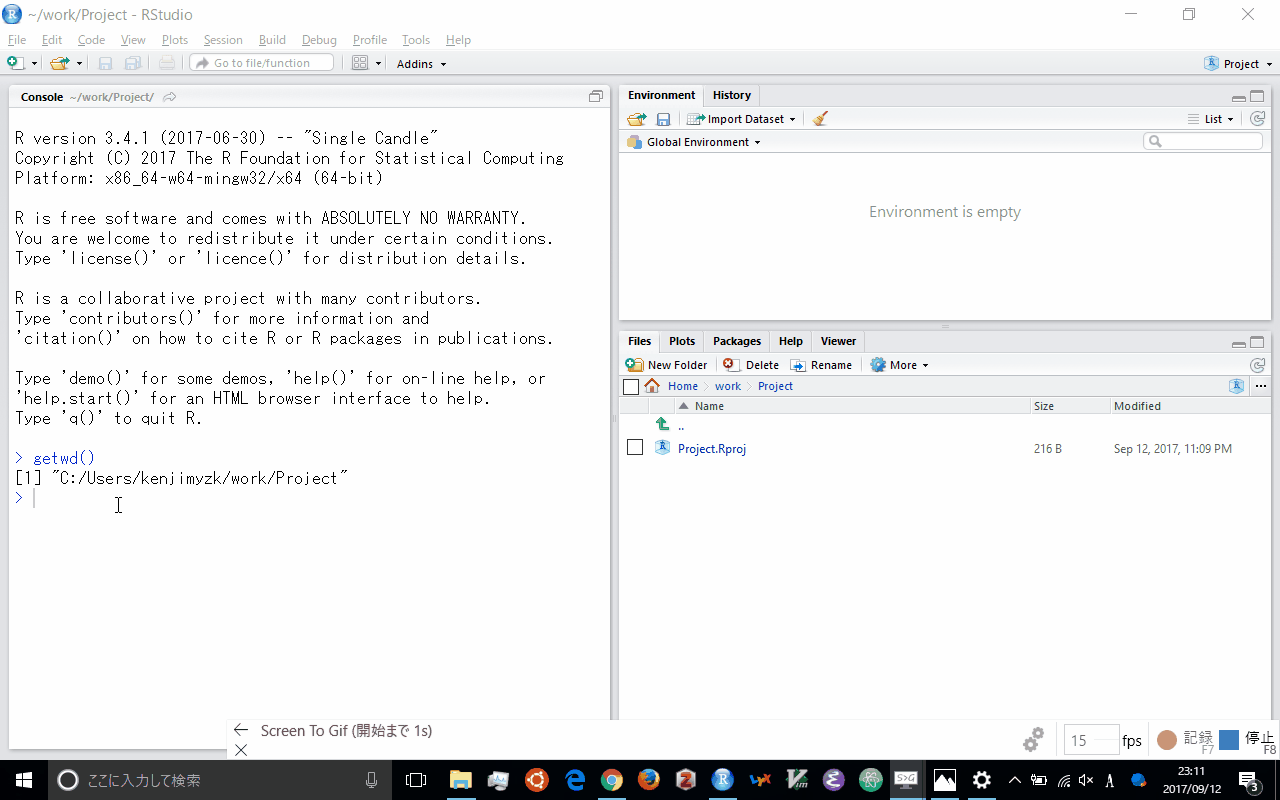 ~/work/Project - RStudio
File Edit Code View Plots Session Build Debug Profile Tools Help
Go to file/function Addins Project
Console ~/work/Project/
R version 3.4.1 (2017-06-30) -- "Single Candle"
Copyright (C) 2017 The R Foundation for Statistical Computing
Platform: x86_64-w64-mingw32/x64 (64-bit)
R is free software and comes with ABSOLUTELY NO WARRANTY.
You are welcome to redistribute it under certain conditions.
Type 'license()' or 'licence()' for distribution details.
R is a collaborative project with many contributors.
Type 'contributors()' for more information and
'citation()' on how to cite R or R packages in publications.
Type 'demo()' for some demos, 'help()' for on-line help, or
'help.start()' for an HTML browser interface to help.
Type 'q()' to quit R.
> getwd()
[1] "C:/Users/kenjimyzk/work/Project"
>
Environment History
Import Dataset List
Global Environment
Environment is empty
Files Plots Packages Help Viewer
New Folder Delete Rename More
Home work Project
Name Size Modified
..
Project.Rproj 216 B Sep 12, 2017, 11:09 PM
Screen To Gif (開始まで 1s)
15 fps 記録 F7 停止 F8
ここに入力して検索
23:11
2017/09/12
3